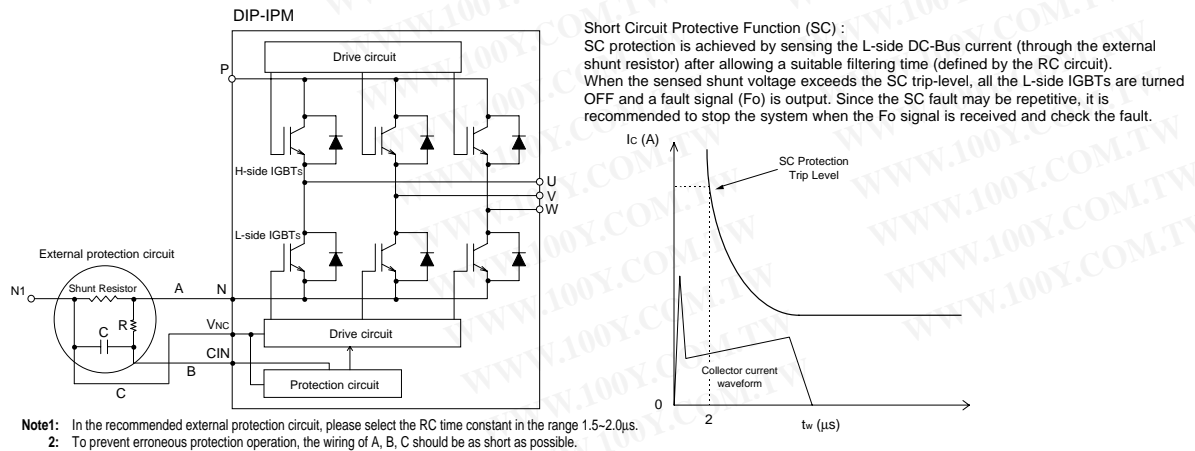 DIP-IPM
Drive circuit
P
H-side IGBTs
U
V
W
L-side IGBTs
External protection circuit
N1
Shunt Resistor
A
N
R
C
VNC
Drive circuit
CIN
B
C
Protection circuit
Short Circuit Protective Function (SC) :
SC protection is achieved by sensing the L-side DC-Bus current (through the external
shunt resistor) after allowing a suitable filtering time (defined by the RC circuit).
When the sensed shunt voltage exceeds the SC trip-level, all the L-side IGBTs are turned
OFF and a fault signal (Fo) is output. Since the SC fault may be repetitive, it is
recommended to stop the system when the Fo signal is received and check the fault.
IC (A)
SC Protection
Trip Level
Collector current
waveform
0
2
tw (μs)
Note1: In the recommended external protection circuit, please select the RC time constant in the range 1.5~2.0μs.
2: To prevent erroneous protection operation, the wiring of A, B, C should be as short as possible.
WWW.100Y.COM.TW